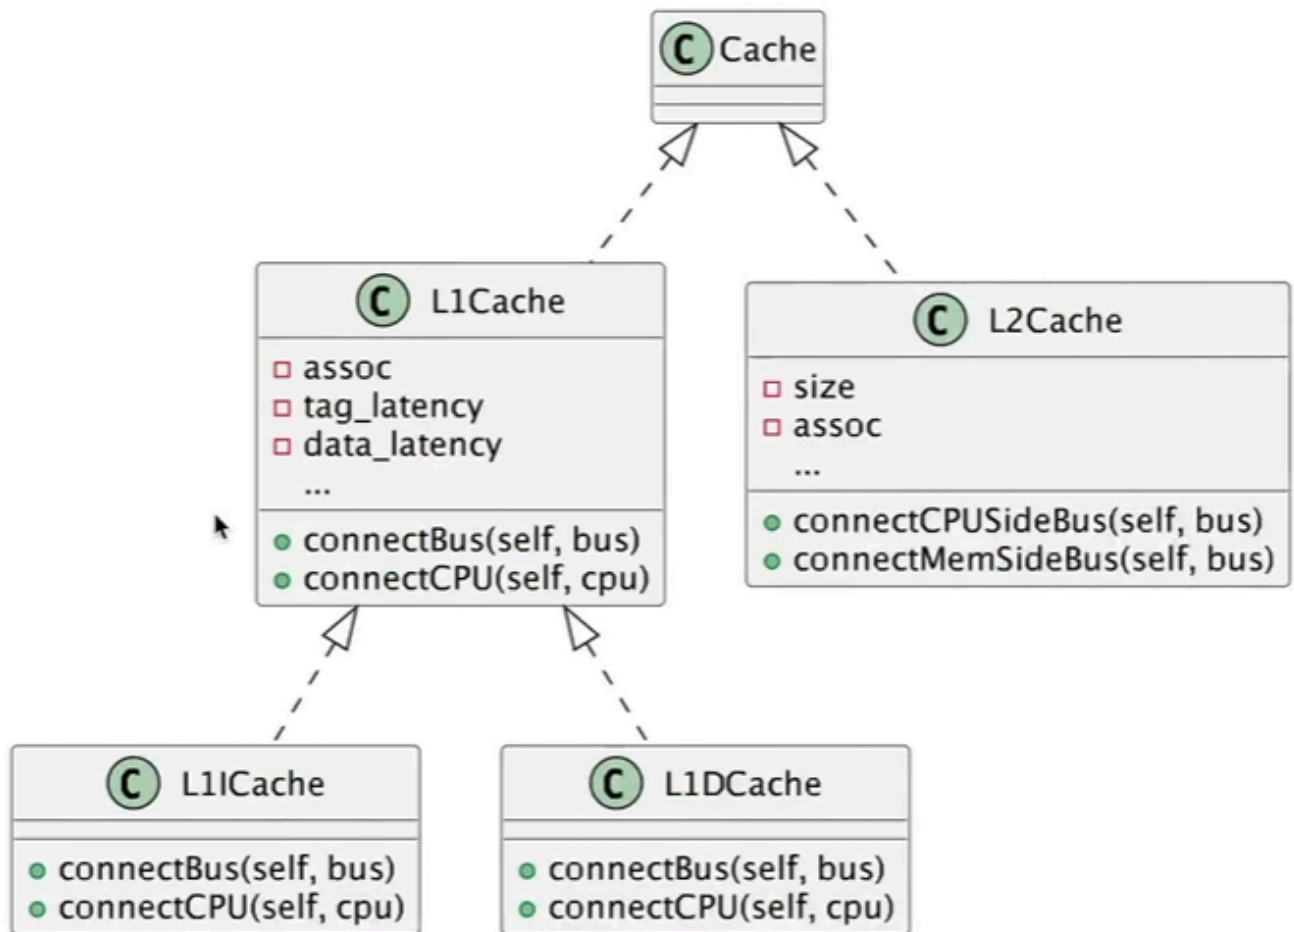 C Cache
C L1Cache
assoc
tag_latency
data_latency
...
connectBus(self, bus)
connectCPU(self, cpu)
C L2Cache
size
assoc
...
connectCPUSideBus(self, bus)
connectMemSideBus(self, bus)
C L1ICache
connectBus(self, bus)
connectCPU(self, cpu)
C L1DCache
connectBus(self, bus)
connectCPU(self, cpu)